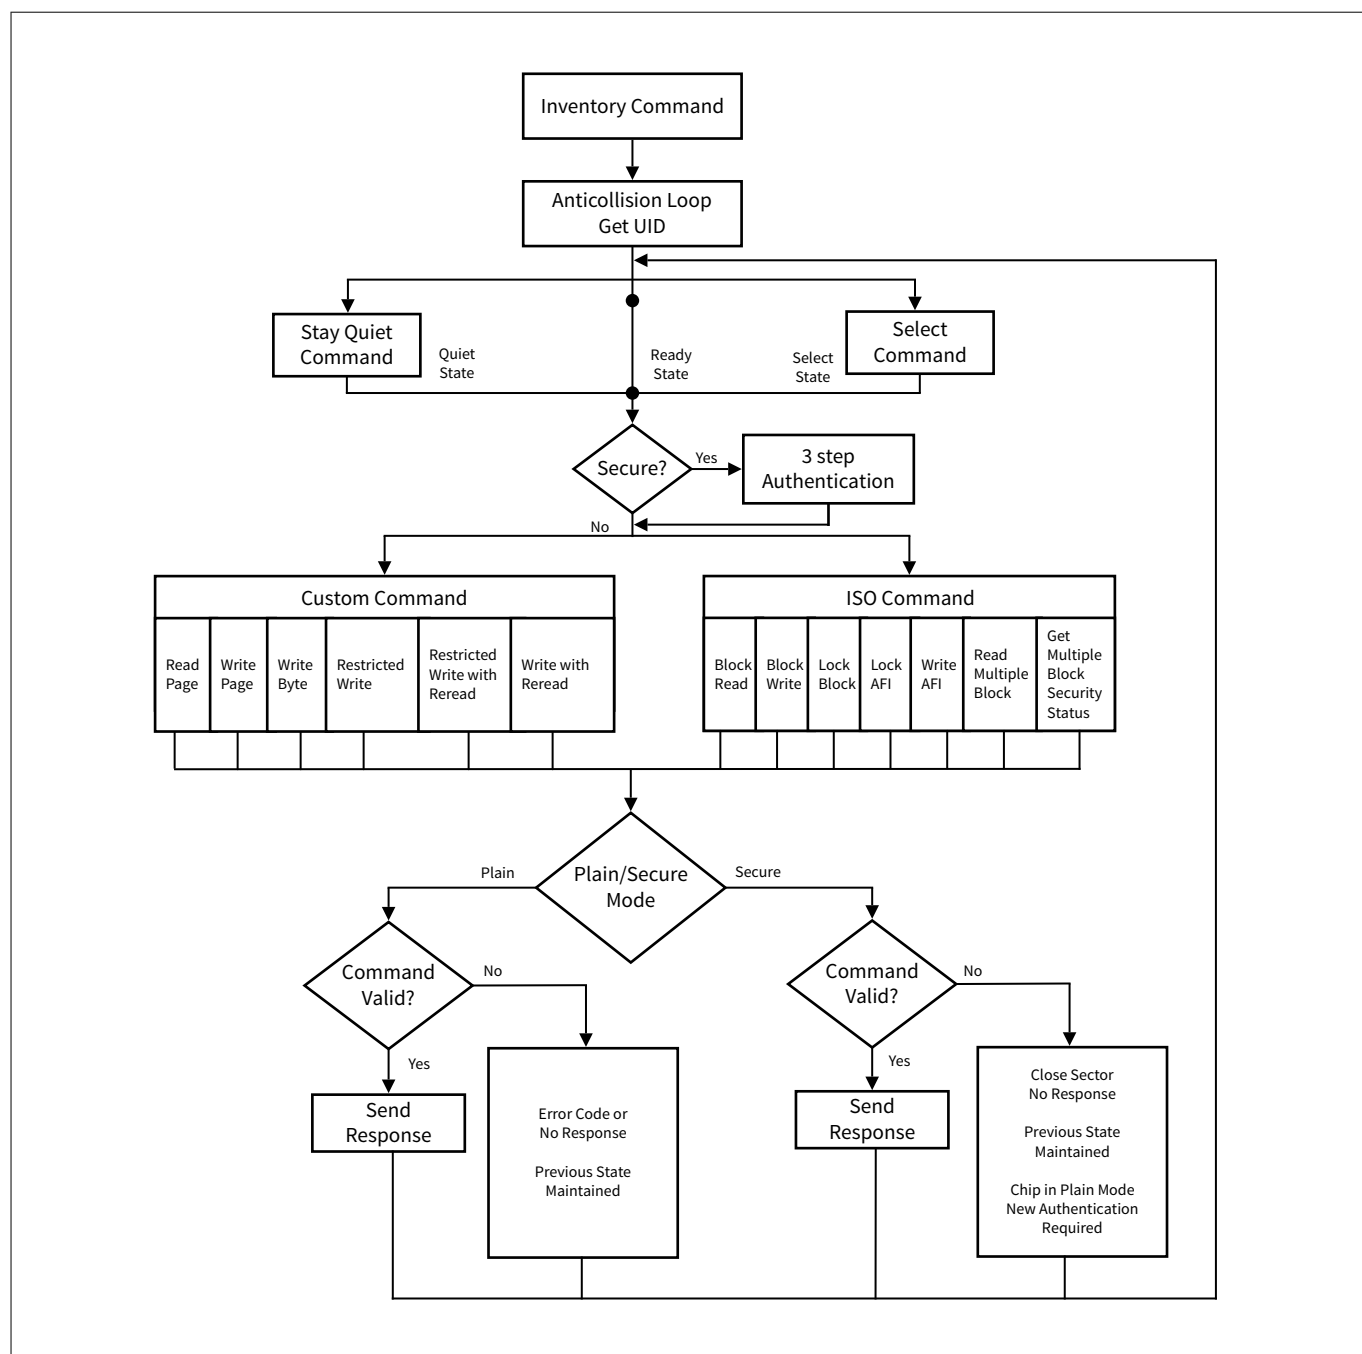 Inventory Command
Anticollision Loop
Get UID
Stay Quiet
Command
Quiet
State
Ready
State
Select
State
Select
Command
Secure?
Yes
3 step
Authentication
No
Custom Command
Read
Page
Write
Page
Write
Byte
Restricted
Write
Restricted
Write with
Reread
Write with
Reread
ISO Command
Block
Read
Block
Write
Lock
Block
Lock
AFI
Write
AFI
Read
Multiple
Block
Get
Multiple
Block
Security
Status
Plain/Secure
Mode
Plain
Secure
Command
Valid?
No
Yes
Send
Response
Error Code or
No Response
Previous State
Maintained
Command
Valid?
No
Yes
Send
Response
Close Sector
No Response
Previous State
Maintained
Chip in Plain Mode
New Authentication
Required